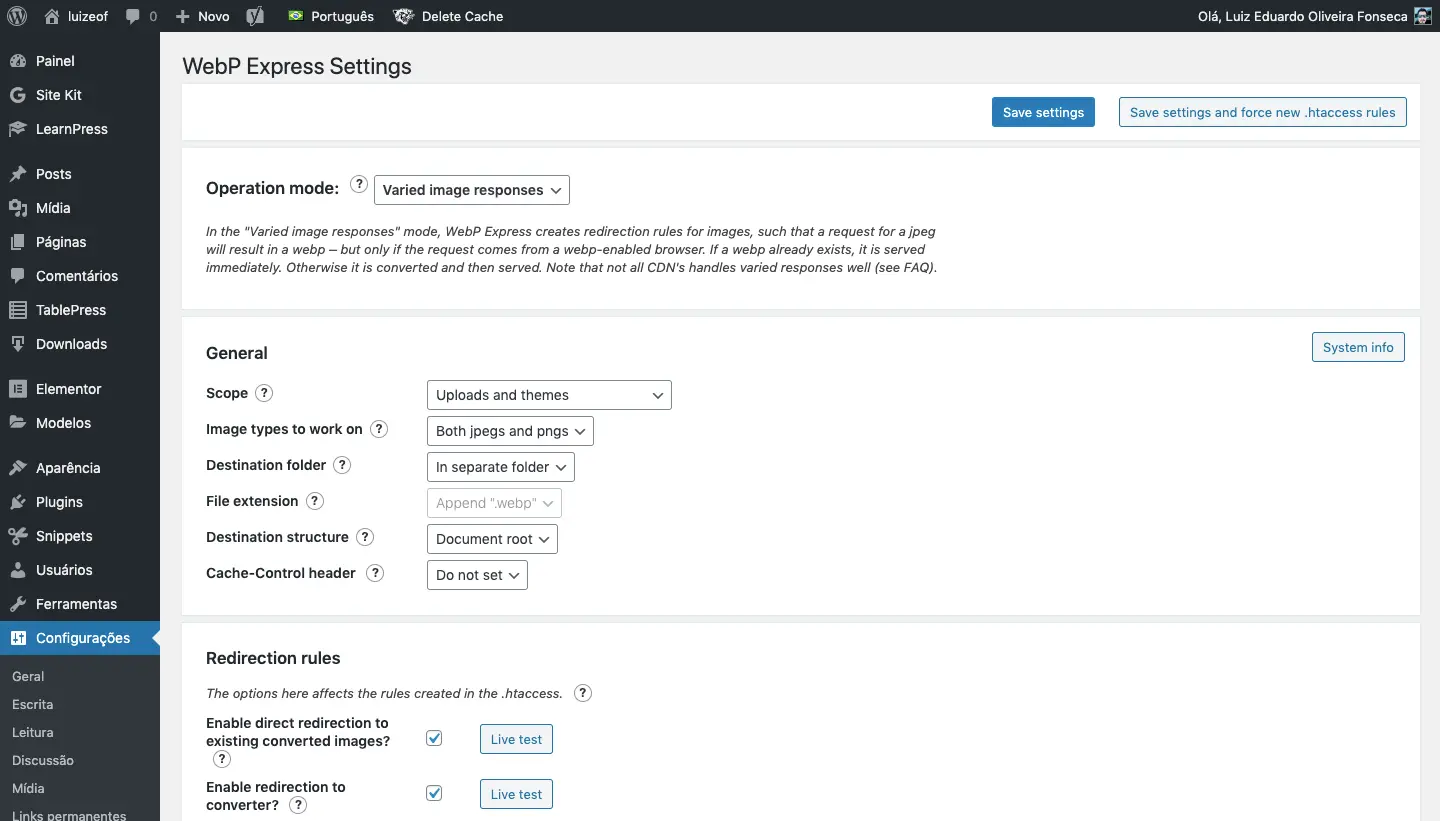 luizeof
0
Novo
Português
Delete Cache
Olá, Luiz Eduardo Oliveira Fonseca
Painel
Site Kit
LearnPress
Posts
Mídia
Páginas
Comentários
TablePress
Downloads
Elementor
Modelos
Aparência
Plugins
Snippets
Usuários
Ferramentas
Configurações
Geral
Escrita
Leitura
Discussão
Mídia
Links permanentes
WebP Express Settings
Save settings
Save settings and force new .htaccess rules
Operation mode: ? Varied image responses
In the "Varied image responses" mode, WebP Express creates redirection rules for images, such that a request for a jpeg
will result in a webp – but only if the request comes from a webp-enabled browser. If a webp already exists, it is served
immediately. Otherwise it is converted and then served. Note that not all CDN's handles varied responses well (see FAQ).
General
System info
Scope ? Uploads and themes
Image types to work on ? Both jpegs and pngs
Destination folder ? In separate folder
File extension ? Append ".webp"
Destination structure ? Document root
Cache-Control header ? Do not set
Redirection rules
The options here affects the rules created in the .htaccess. ?
Enable direct redirection to
existing converted images?
?
Live test
Enable redirection to
converter? ?
Live test